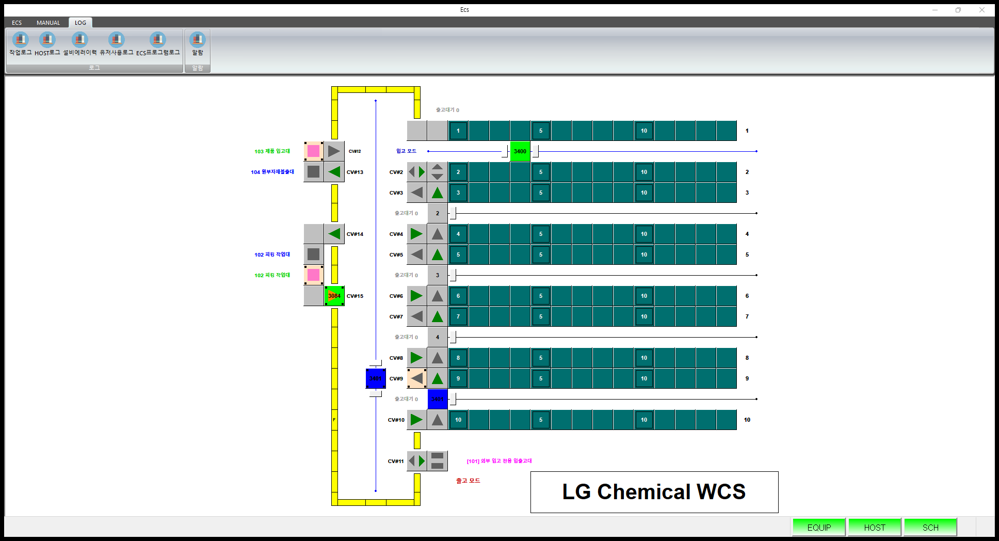 Ecs
ECS MANUAL LOG
작업로그 HOST로그 설비에러이력 유저사용로그 ECS프로그램로그 알람
로그 알람
출고대기 0
1 5 10 1
103 제품 입고대 CV#12 입고 모드 3400
104 원부자재불출대 CV#13 CV#2 2 5 10 2
CV#3 3 5 10 3
출고대기 0 2
CV#14 CV#4 4 5 10 4
102 피킹 작업대 CV#5 5 5 10 5
102 피킹 작업대 출고대기 0 3
3084 CV#15 CV#6 6 5 10 6
CV#7 7 5 10 7
출고대기 0 4
CV#8 8 5 10 8
3401 CV#9 9 5 10 9
출고대기 0 3401
F CV#10 10 5 10 10
CV#11 [101] 외부 입고 전용 입출고대
출고 모드
LG Chemical WCS
EQUIP HOST SCH